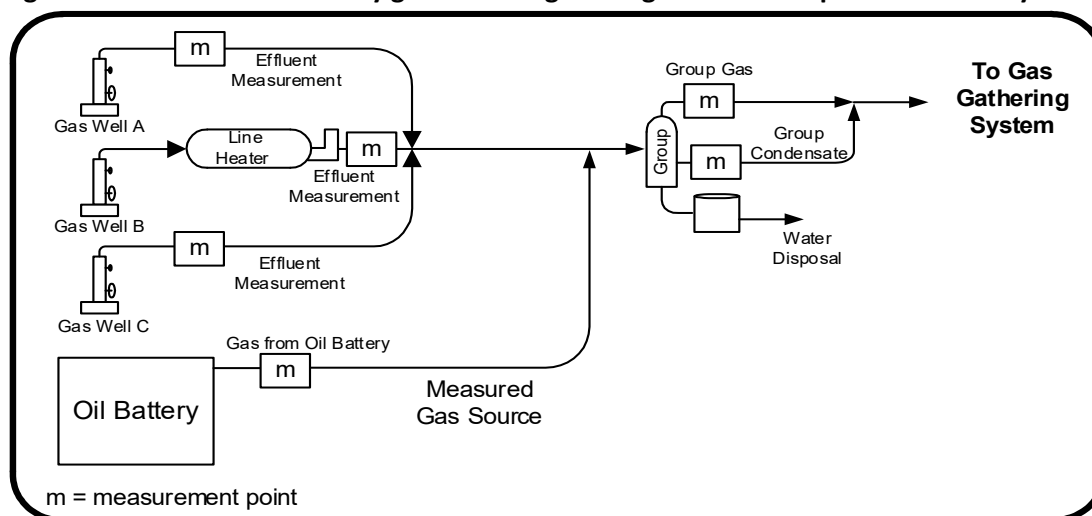 m
Effluent
Measurement
Gas Well A
Line
Heater
m
Effluent
Measurement
Gas Well B
m
Effluent
Measurement
Gas Well C
Group Gas
m
Group
Group
Condensate
m
Water
Disposal
To Gas
Gathering
System
Gas from Oil Battery
m
Oil Battery
Measured
Gas Source
m = measurement point